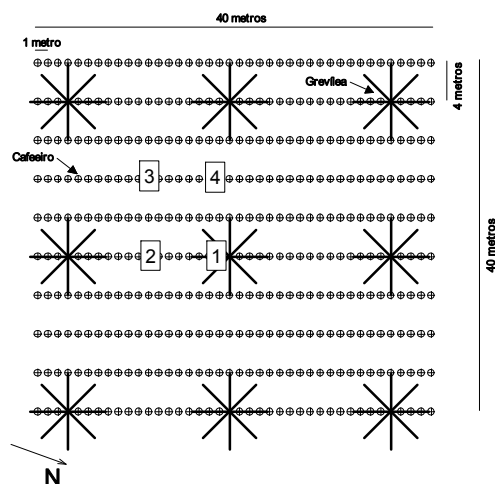 40 metros
1 metro
Grevílea
4 metros
Cafeeiro
3 4
40 metros
2 1
N